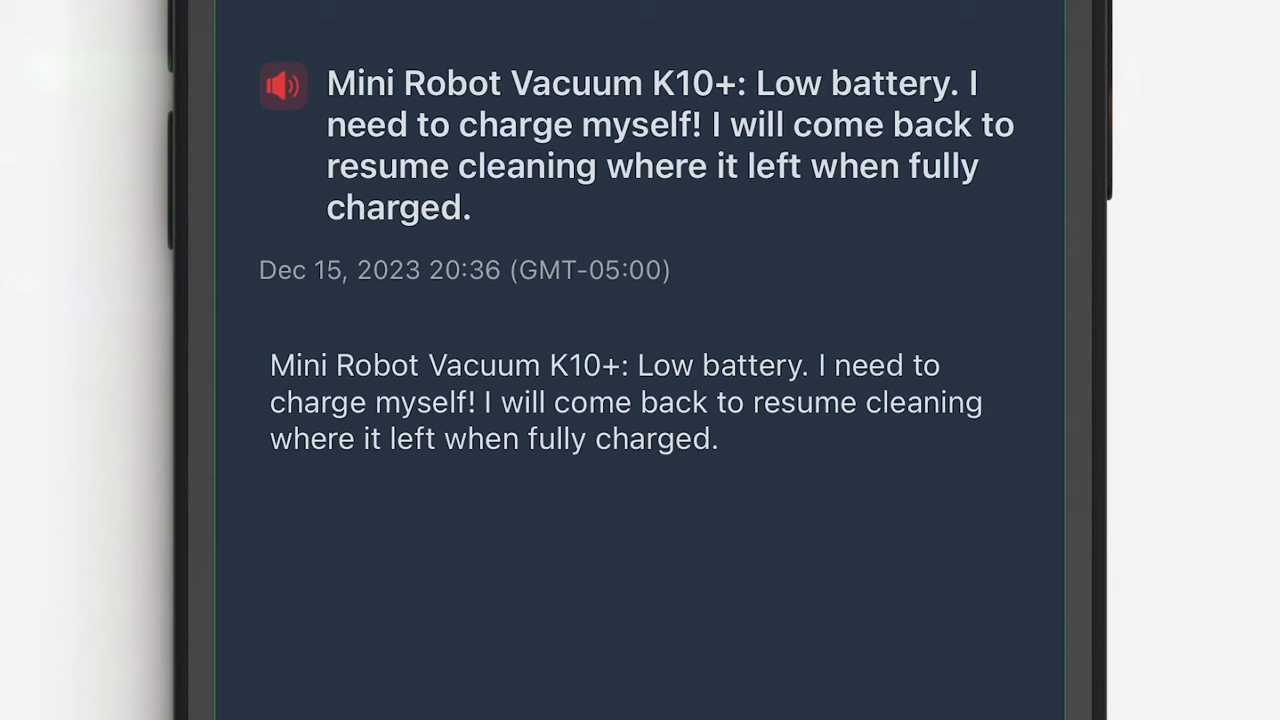 Mini Robot Vacuum K10+: Low battery. I
need to charge myself! I will come back to
resume cleaning where it left when fully
charged.
Dec 15, 2023 20:36 (GMT-05:00)
Mini Robot Vacuum K10+: Low battery. I need to
charge myself! I will come back to resume cleaning
where it left when fully charged.